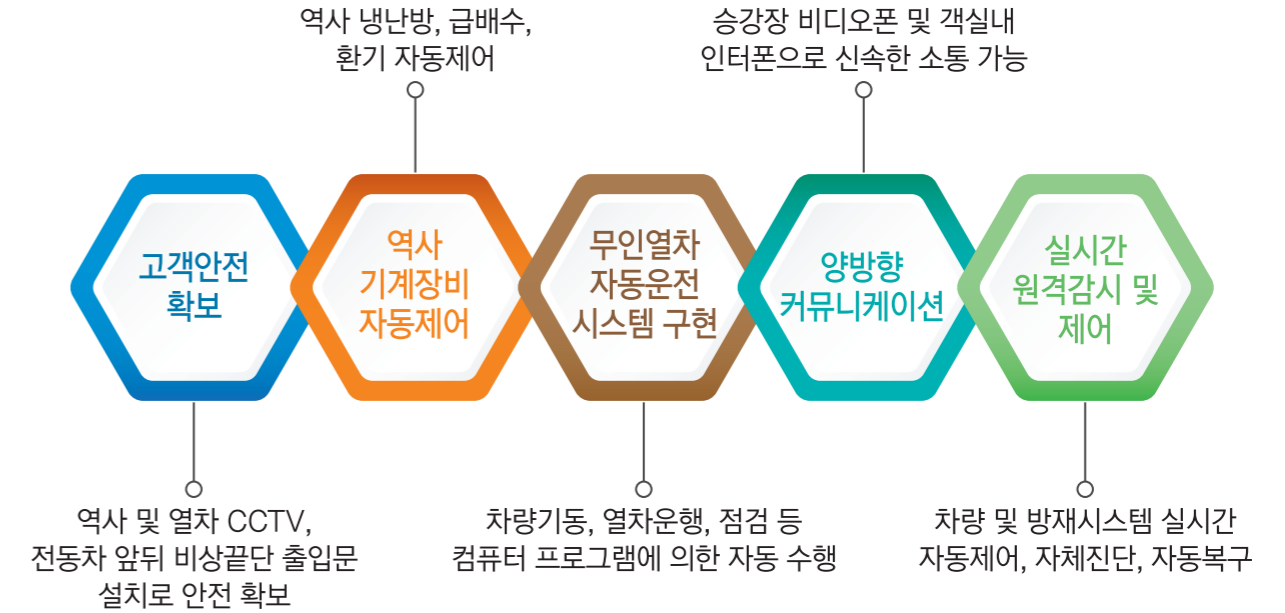 역사 냉난방, 급배수,
환기 자동제어
승강장 비디오폰 및 객실내
인터폰으로 신속한 소통 가능
고객안전
확보
역사
기계장비
자동제어
무인열차
자동운전
시스템 구현
양방향
커뮤니케이션
실시간
원격감시 및
제어
역사 및 열차 CCTV,
전동차 앞뒤 비상끝단 출입문
설치로 안전 확보
차량기동, 열차운행, 점검 등
컴퓨터 프로그램에 의한 자동 수행
차량 및 방재시스템 실시간
자동제어, 자체진단, 자동복구